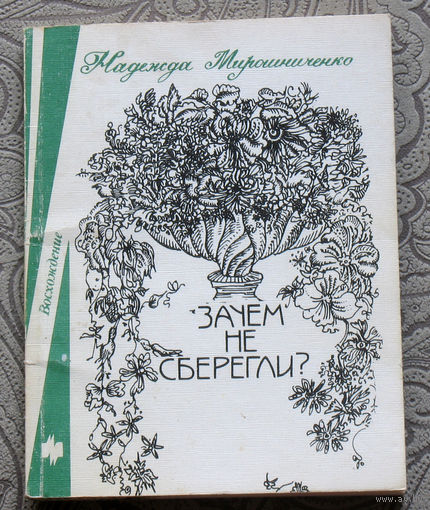 Надежда Мирошниченко
Восхождение
ЗАЧЕМ
НЕ
СБЕРЕГЛИ?